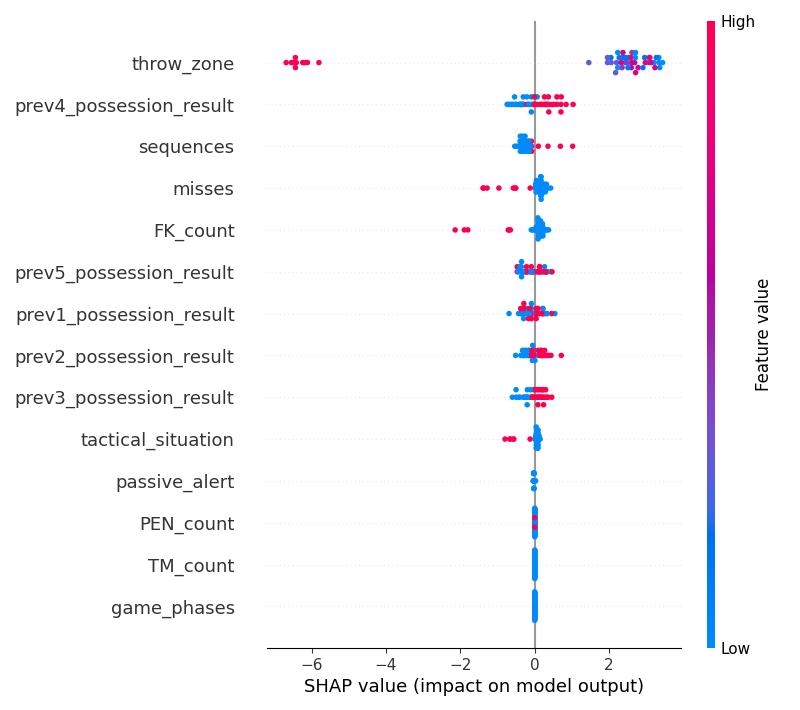 High
throw_zone
prev4_possession_result
sequences
misses
FK_count
prev5_possession_result
prev1_possession_result
prev2_possession_result
prev3_possession_result
tactical_situation
passive_alert
PEN_count
TM_count
game_phases
Feature value
Low
−6 −4 −2 0 2
SHAP value (impact on model output)